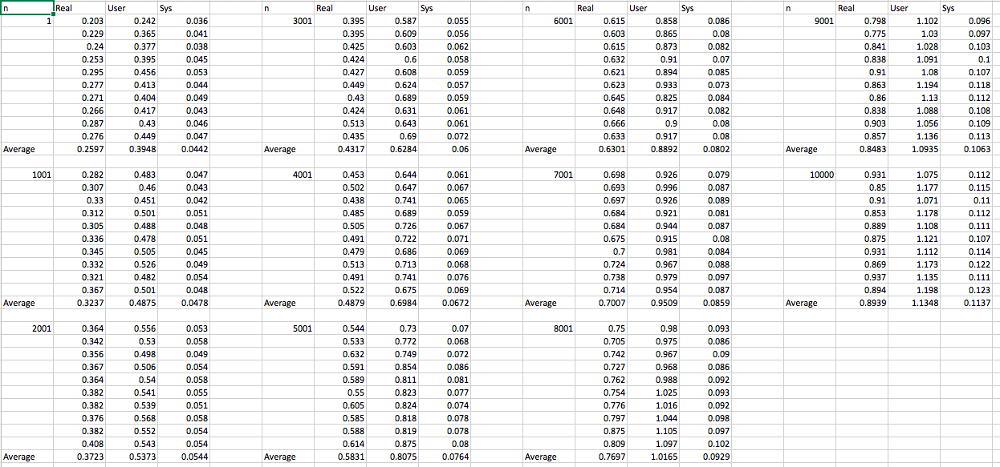 n Real User Sys n Real User Sys n Real User Sys n Real User Sys
1 0.203 0.242 0.036 3001 0.395 0.587 0.055 6001 0.615 0.858 0.086 9001 0.798 1.102 0.096
0.229 0.365 0.041 0.395 0.609 0.056 0.603 0.865 0.08 0.775 1.03 0.097
0.24 0.377 0.038 0.425 0.603 0.062 0.615 0.873 0.082 0.841 1.028 0.103
0.253 0.395 0.045 0.424 0.6 0.058 0.632 0.91 0.07 0.838 1.091 0.1
0.295 0.456 0.053 0.427 0.608 0.059 0.621 0.894 0.085 0.91 1.08 0.107
0.277 0.413 0.044 0.449 0.624 0.057 0.623 0.933 0.073 0.863 1.194 0.118
0.271 0.404 0.049 0.43 0.689 0.059 0.645 0.825 0.084 0.86 1.13 0.112
0.266 0.417 0.043 0.424 0.631 0.061 0.648 0.917 0.082 0.838 1.088 0.108
0.287 0.43 0.046 0.513 0.643 0.061 0.666 0.9 0.08 0.903 1.056 0.109
0.276 0.449 0.047 0.435 0.69 0.072 0.633 0.917 0.08 0.857 1.136 0.113
Average 0.2597 0.3948 0.0442 Average 0.4317 0.6284 0.06 Average 0.6301 0.8892 0.0802 Average 0.8483 1.0935 0.1063
1001 0.282 0.483 0.047 4001 0.453 0.644 0.061 7001 0.698 0.926 0.079 10000 0.931 1.075 0.112
0.307 0.46 0.043 0.502 0.647 0.067 0.693 0.996 0.087 0.85 1.177 0.115
0.33 0.451 0.042 0.438 0.741 0.065 0.697 0.926 0.089 0.91 1.071 0.11
0.312 0.501 0.051 0.485 0.689 0.059 0.684 0.921 0.081 0.853 1.178 0.112
0.305 0.488 0.048 0.505 0.726 0.067 0.684 0.944 0.087 0.889 1.108 0.111
0.336 0.478 0.051 0.491 0.722 0.071 0.675 0.915 0.08 0.875 1.121 0.107
0.345 0.505 0.045 0.479 0.686 0.069 0.7 0.981 0.084 0.931 1.112 0.114
0.332 0.526 0.049 0.513 0.713 0.068 0.724 0.967 0.088 0.869 1.173 0.122
0.321 0.482 0.054 0.491 0.741 0.076 0.738 0.979 0.097 0.937 1.135 0.111
0.367 0.501 0.048 0.522 0.675 0.069 0.714 0.954 0.087 0.894 1.198 0.123
Average 0.3237 0.4875 0.0478 Average 0.4879 0.6984 0.0672 Average 0.7007 0.9509 0.0859 Average 0.8939 1.1348 0.1137
2001 0.364 0.556 0.053 5001 0.544 0.73 0.07 8001 0.75 0.98 0.093
0.342 0.53 0.058 0.533 0.772 0.068 0.705 0.975 0.086
0.356 0.498 0.049 0.632 0.749 0.072 0.742 0.967 0.09
0.367 0.506 0.054 0.591 0.854 0.086 0.727 0.968 0.086
0.364 0.54 0.058 0.589 0.811 0.081 0.762 0.988 0.092
0.382 0.541 0.055 0.55 0.823 0.077 0.754 1.025 0.093
0.382 0.539 0.051 0.605 0.824 0.074 0.776 1.016 0.092
0.376 0.568 0.058 0.585 0.818 0.078 0.797 1.044 0.098
0.382 0.552 0.054 0.588 0.819 0.078 0.875 1.105 0.097
0.408 0.543 0.054 0.614 0.875 0.08 0.809 1.097 0.102
Average 0.3723 0.5373 0.0544 Average 0.5831 0.8075 0.0764 Average 0.7697 1.0165 0.0929